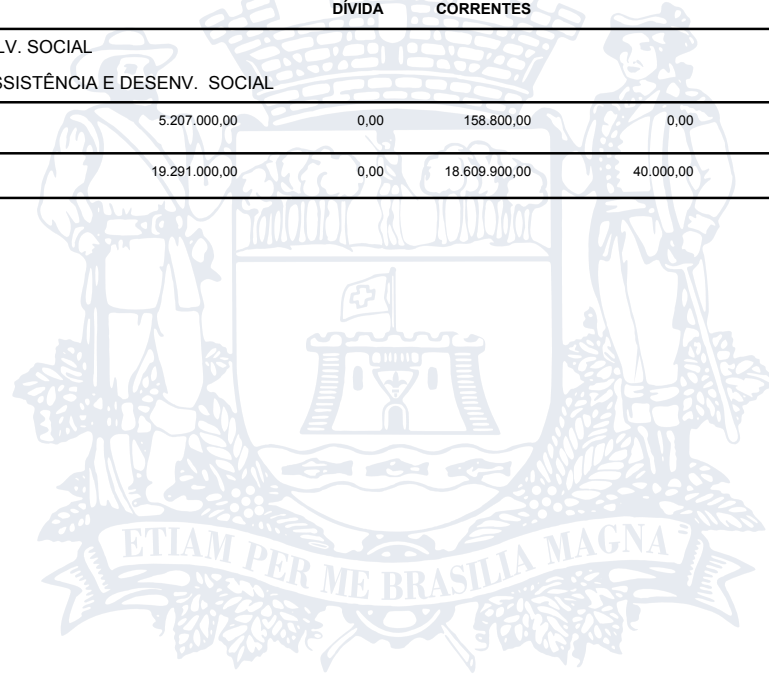 DÍVIDA CORRENTES
LV. SOCIAL
SSISTÊNCIA E DESENV. SOCIAL
5.207.000,00 0,00 158.800,00 0,00
19.291.000,00 0,00 18.609.900,00 40.000,00
ETIAM PER ME BRASILIA MAGNA